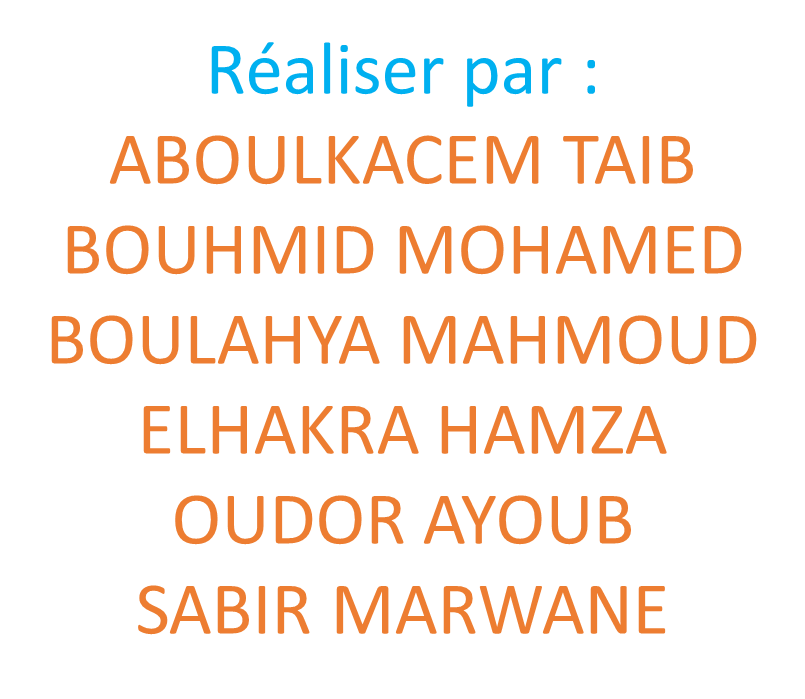 Réaliser par :
ABOULKACEM TAIB
BOUHMID MOHAMED
BOULAHYA MAHMOUD
ELHAKRA HAMZA
OUDOR AYOUB
SABIR MARWANE